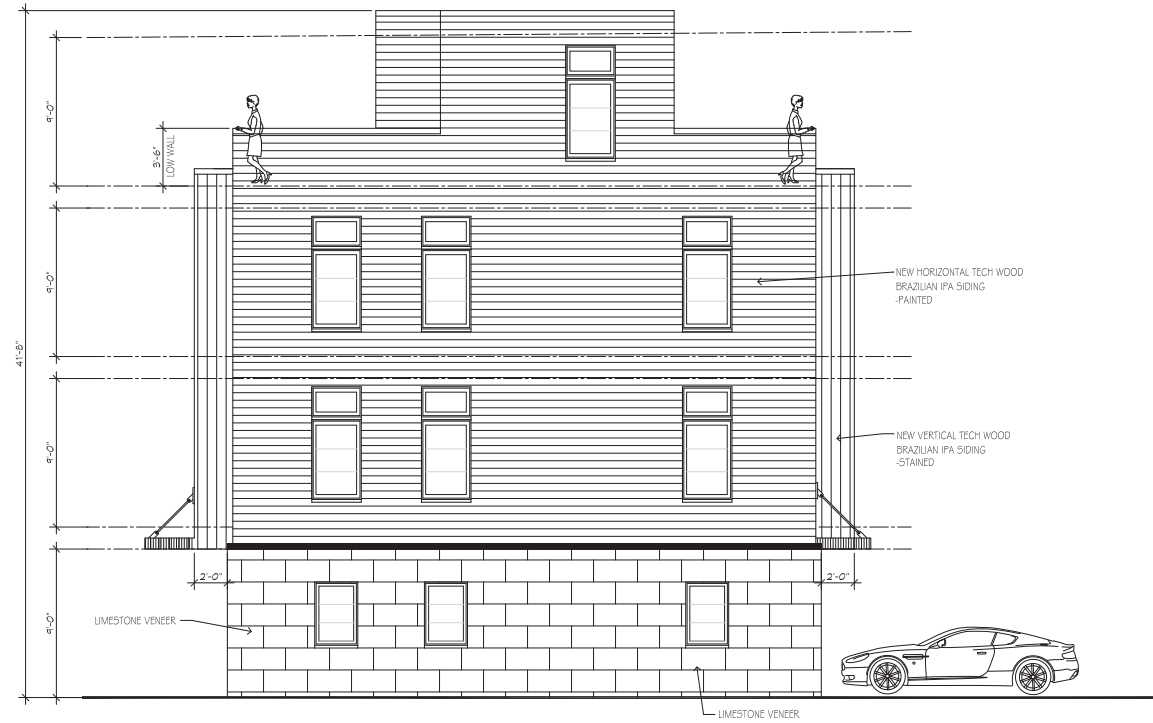 9'-0"
3'-6"
LOW WALL
9'-0"
NEW HORIZONTAL TECH WOOD
BRAZILIAN IPA SIDING
-PAINTED
41'-8"
9'-0"
NEW VERTICAL TECH WOOD
BRAZILIAN IPA SIDING
-STAINED
2'-0"
2'-0"
9'-0"
LIMESTONE VENEER
LIMESTONE VENEER